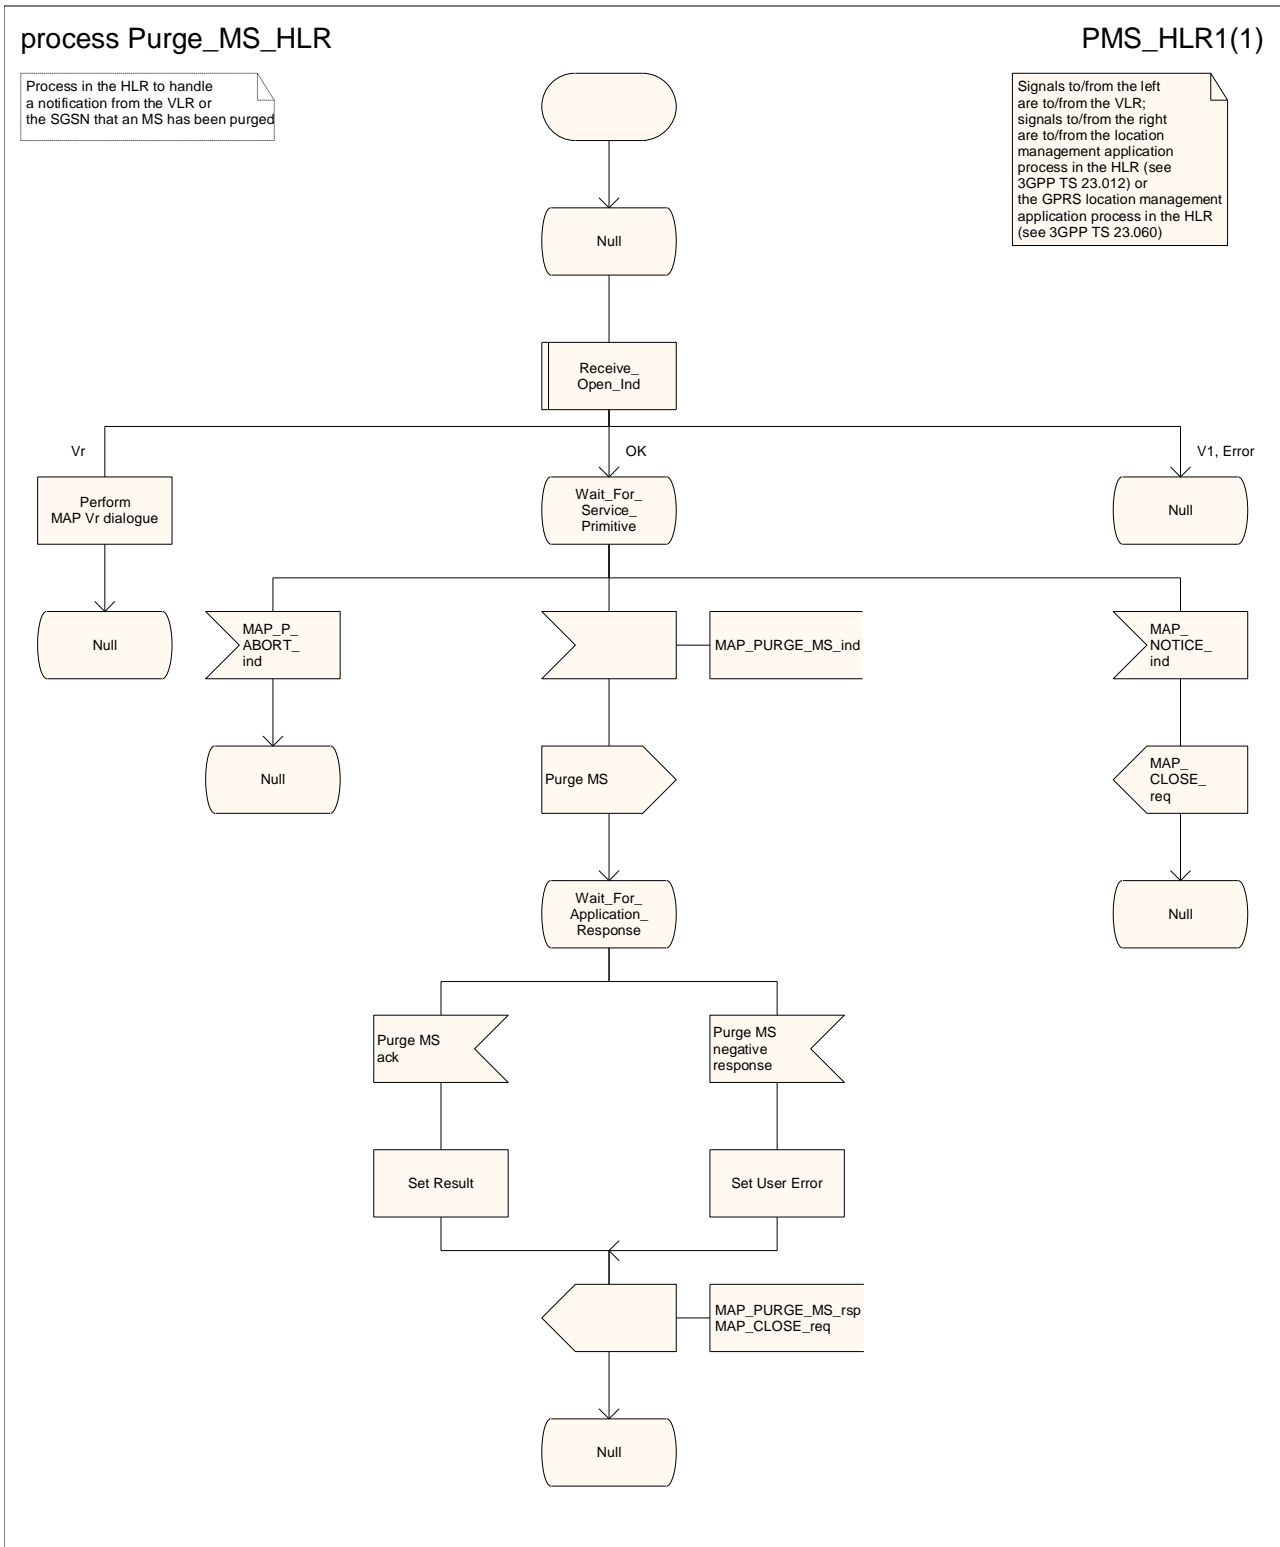 process Purge_MS_HLR
PMS_HLR1(1)
Process in the HLR to handle
a notification from the VLR or
the SGSN that an MS has been purged
Signals to/from the left
are to/from the VLR;
signals to/from the right
are to/from the location
management application
process in the HLR (see
3GPP TS 23.012) or
the GPRS location management
application process in the HLR
(see 3GPP TS 23.060)
Null
Receive_
Open_Ind
Vr
OK
V1, Error
Perform
MAP Vr dialogue
Wait_For_
Service_
Primitive
Null
Null
MAP_P_
ABORT_
ind
MAP_PURGE_MS_ind
MAP_
NOTICE_
ind
Null
Purge MS
MAP_
CLOSE_
req
Wait_For_
Application_
Response
Null
Purge MS
ack
Purge MS
negative
response
Set Result
Set User Error
MAP_PURGE_MS_rsp
MAP_CLOSE_req
Null